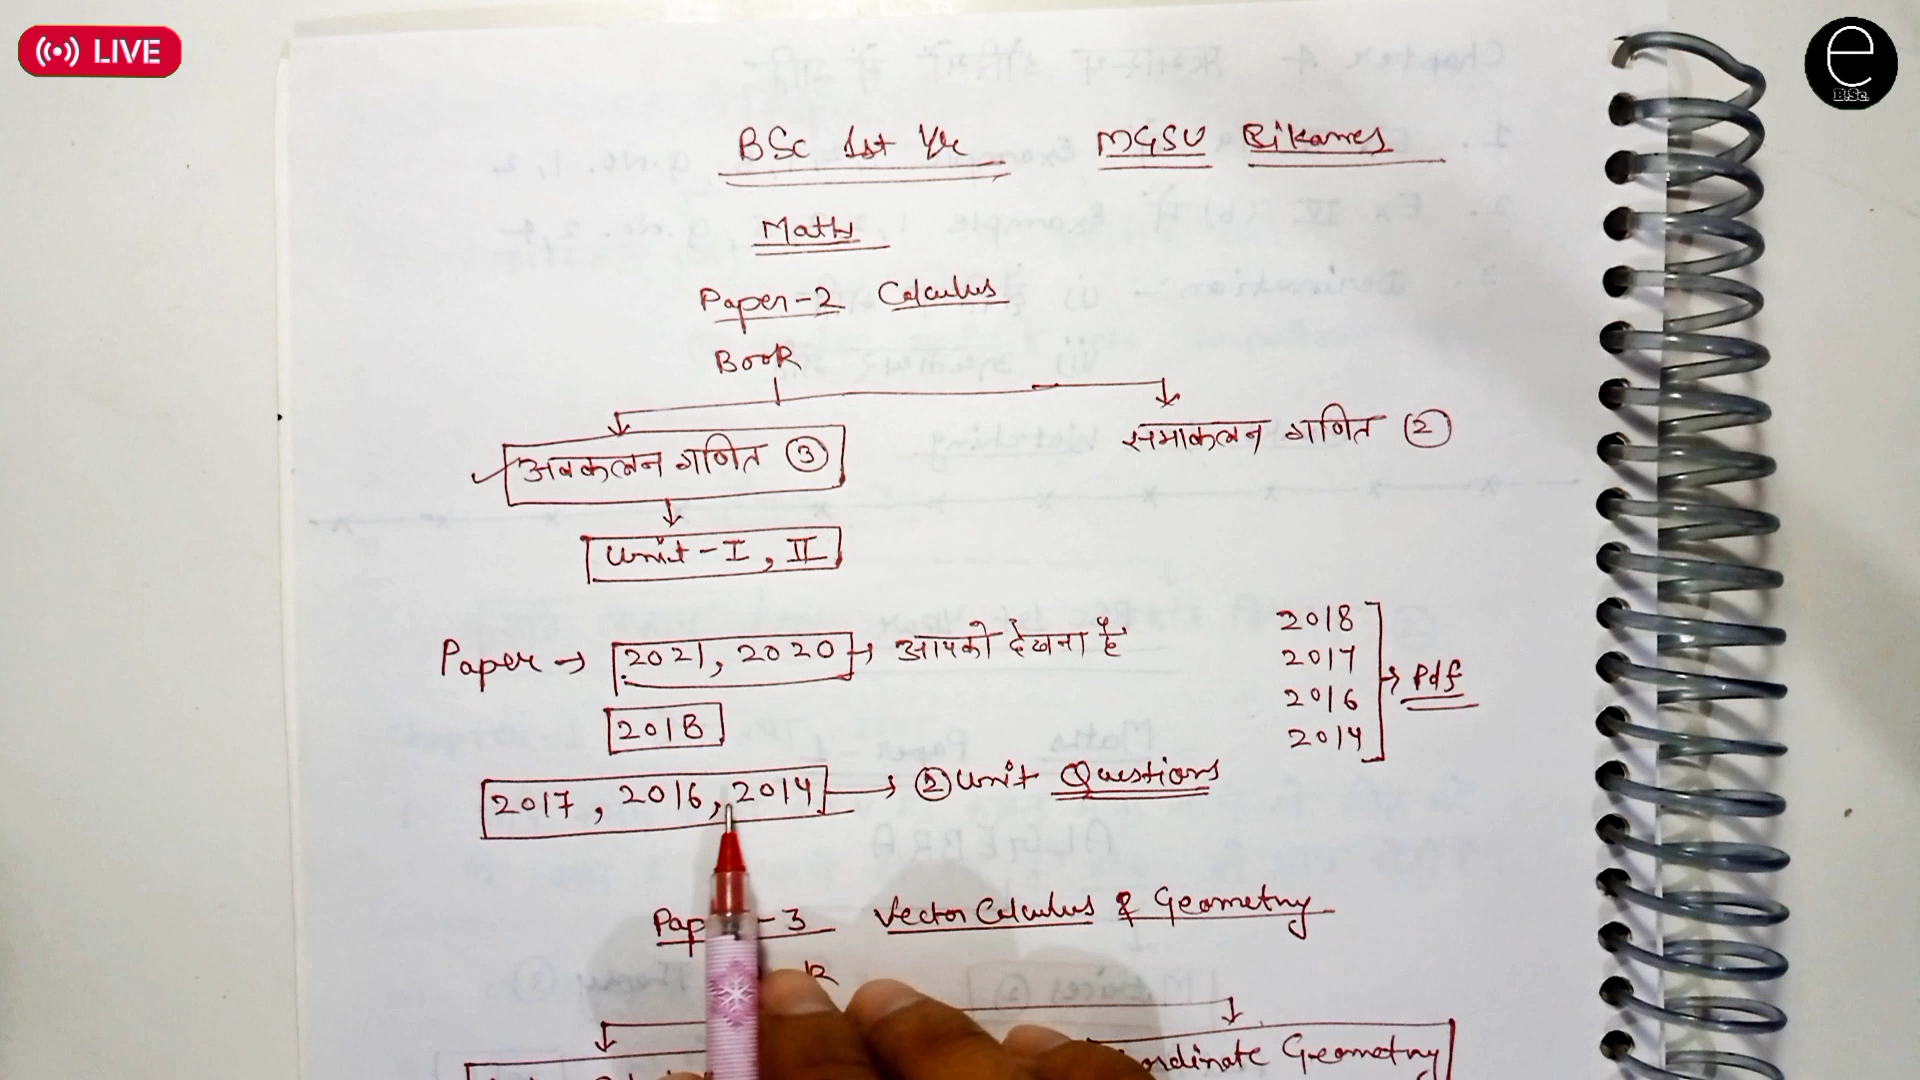 LIVE
e
B.Sc.
BSc 1st Yr MGSU Bikaner
Maths
Paper-2 Calculus
Book
अवकलन गणित ③
समाकलन गणित ②
Unit - I, II
Paper → 2021, 2020 → आपको देखना है
2018
2017, 2016, 2014 → ② Unit Questions
2018
2017
2016
2014
→ Pdf
-3 Vector Calculus & Geometry
Geometry